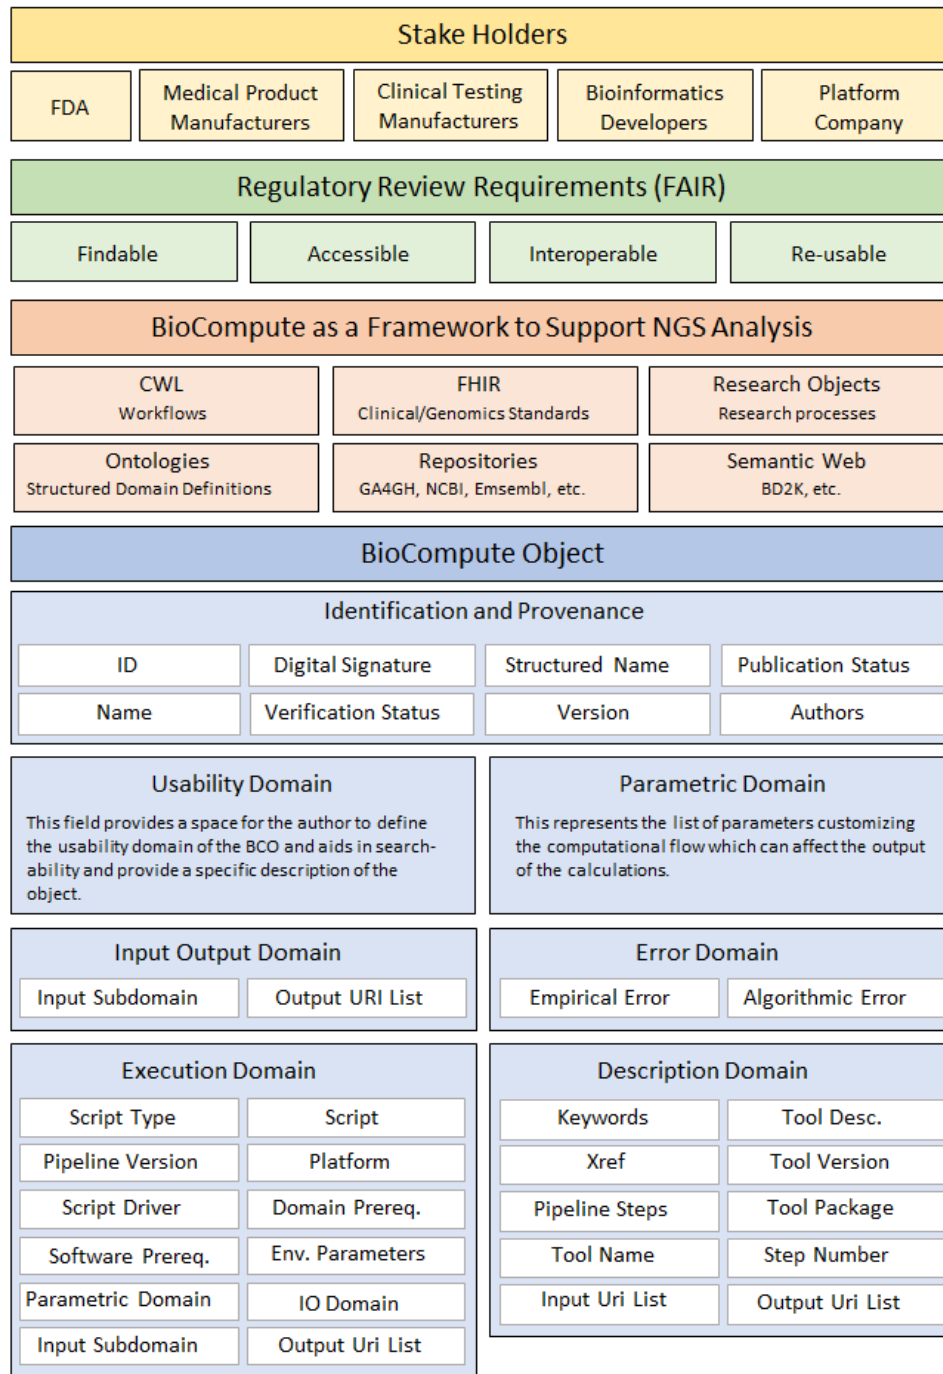 Stake Holders
FDA
Medical Product
Manufacturers
Clinical Testing
Manufacturers
Bioinformatics
Developers
Platform
Company
Regulatory Review Requirements (FAIR)
Findable
Accessible
Interoperable
Re-usable
BioCompute as a Framework to Support NGS Analysis
CWL
Workflows
FHIR
Clinical/Genomics Standards
Research Objects
Research processes
Ontologies
Structured Domain Definitions
Repositories
GA4GH, NCBI, Emsembl, etc.
Semantic Web
BD2K, etc.
BioCompute Object
Identification and Provenance
ID
Digital Signature
Structured Name
Publication Status
Name
Verification Status
Version
Authors
Usability Domain
This field provides a space for the author to define
the usability domain of the BCO and aids in search-
ability and provide a specific description of the
object.
Parametric Domain
This represents the list of parameters customizing
the computational flow which can affect the output
of the calculations.
Input Output Domain
Input Subdomain
Output URI List
Error Domain
Empirical Error
Algorithmic Error
Execution Domain
Script Type
Script
Pipeline Version
Platform
Script Driver
Domain Prereq.
Software Prereq.
Env. Parameters
Parametric Domain
IO Domain
Input Subdomain
Output Uri List
Description Domain
Keywords
Tool Desc.
Xref
Tool Version
Pipeline Steps
Tool Package
Tool Name
Step Number
Input Uri List
Output Uri List